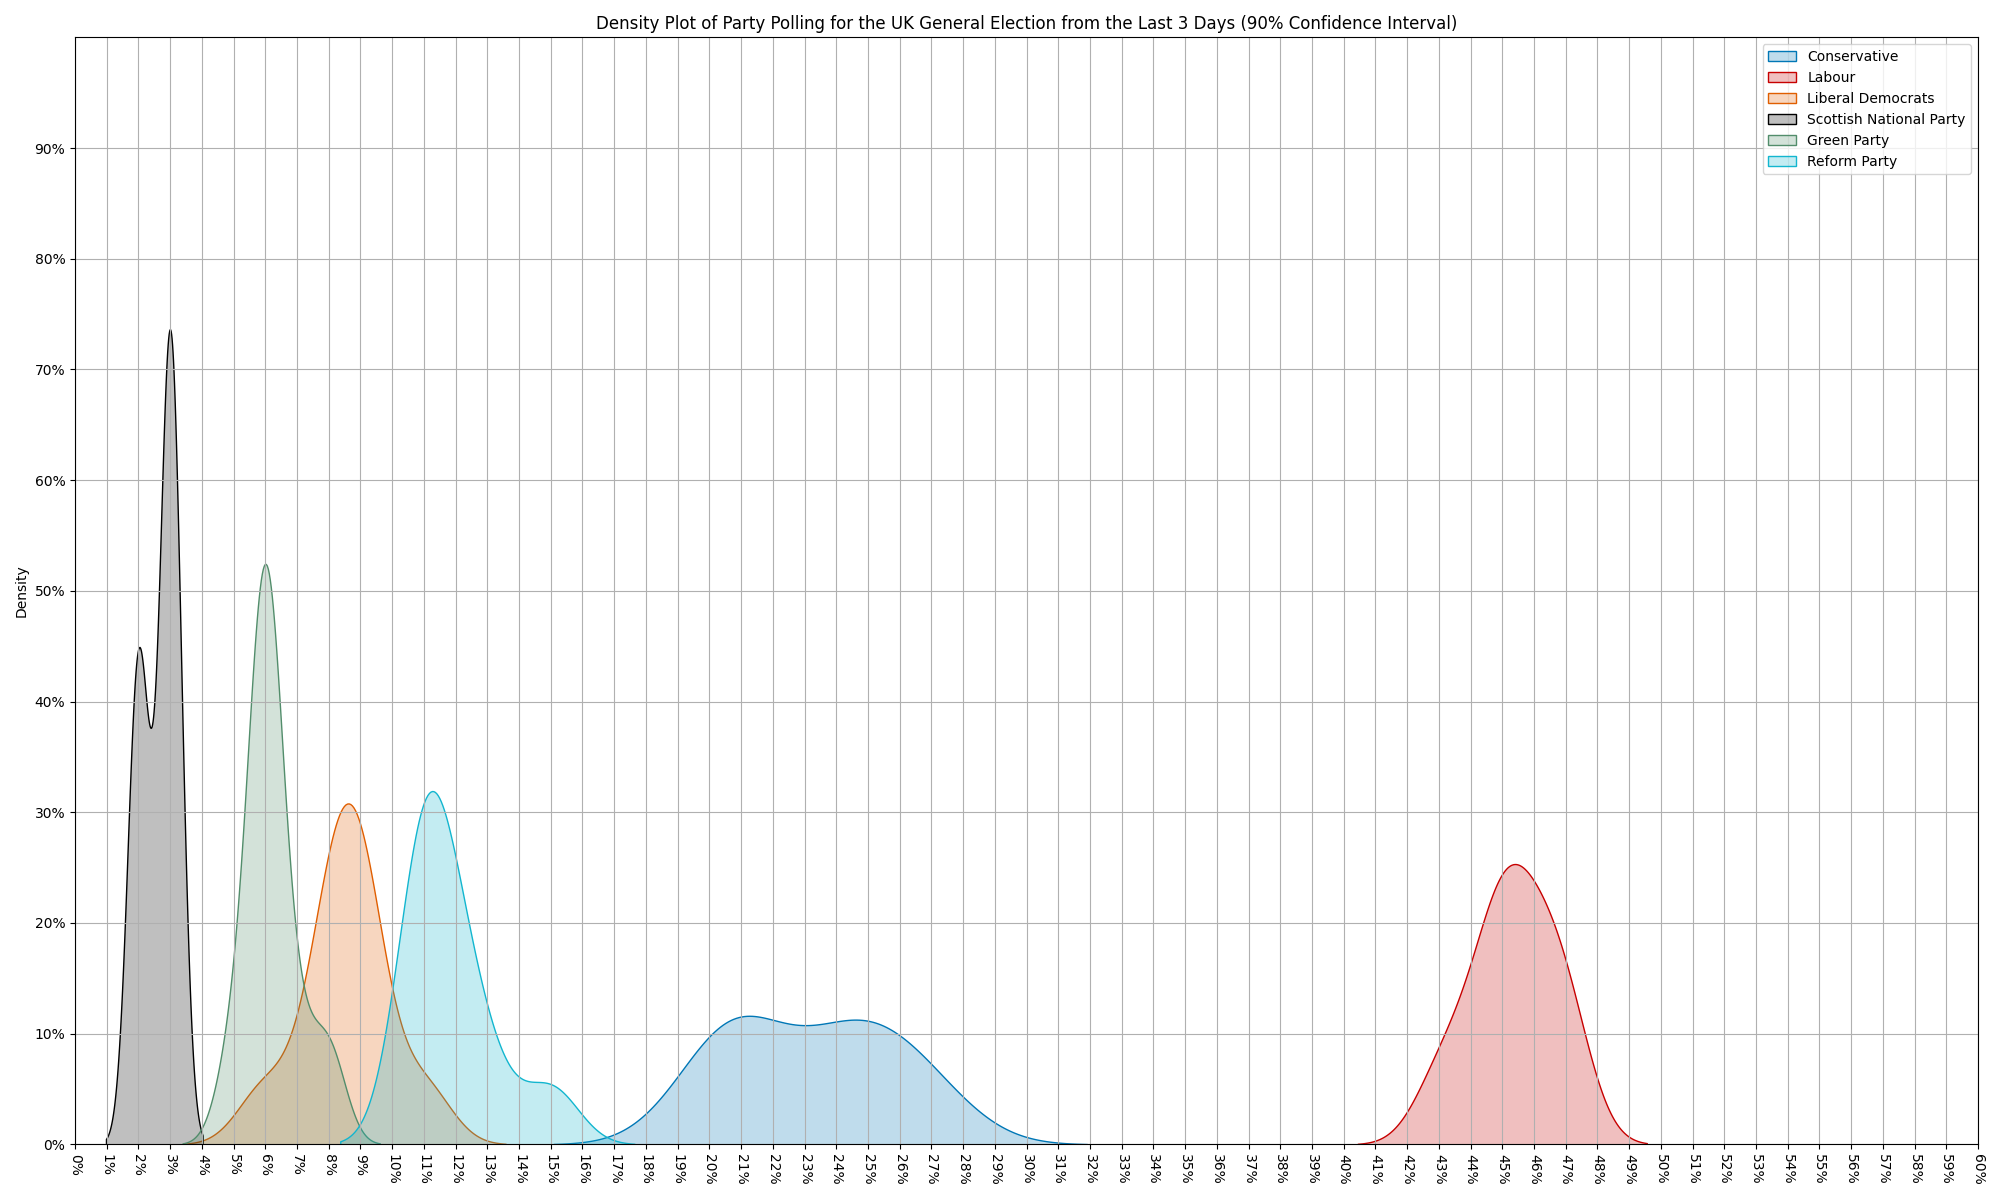 Density Plot of Party Polling for the UK General Election from the Last 3 Days (90% Confidence Interval)
Conservative
Labour
Liberal Democrats
Scottish National Party
Green Party
Reform Party
90%
80%
70%
60%
50%
40%
30%
20%
10%
0%
Density
0% 1% 2% 3% 4% 5% 6% 7% 8% 9% 10% 11% 12% 13% 14% 15% 16% 17% 18% 19% 20% 21% 22% 23% 24% 25% 26% 27% 28% 29% 30% 31% 32% 33% 34% 35% 36% 37% 38% 39% 40% 41% 42% 43% 44% 45% 46% 47% 48% 49% 50% 51% 52% 53% 54% 55% 56% 57% 58% 59% 60%